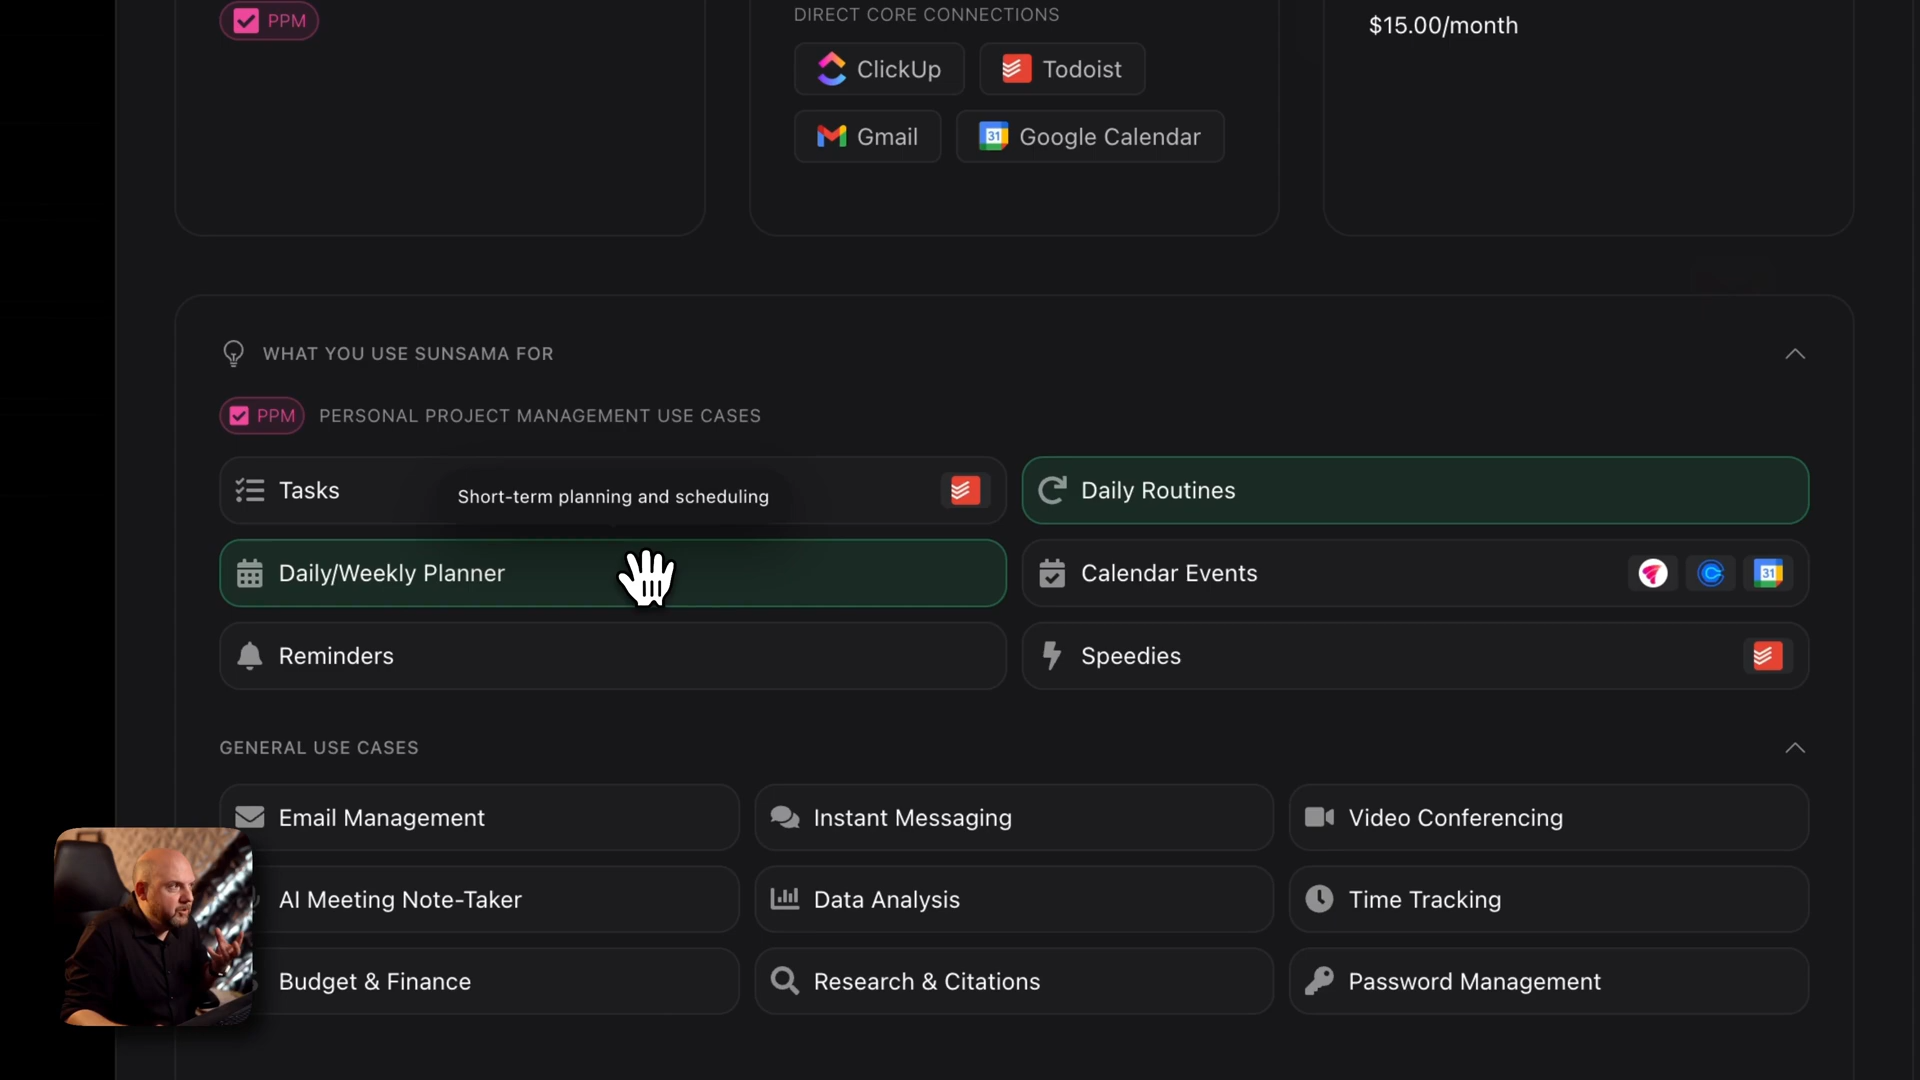 PPM
DIRECT CORE CONNECTIONS
ClickUp
Todoist
31
Gmail
Google Calendar
$15.00/month
WHAT YOU USE SUNSAMA FOR
PPM
PERSONAL PROJECT MANAGEMENT USE CASES
Tasks
Short-term planning and scheduling
Daily Routines
Daily/Weekly Planner
Calendar Events
31
Reminders
Speedies
GENERAL USE CASES
Email Management
Instant Messaging
Video Conferencing
AI Meeting Note-Taker
Data Analysis
Time Tracking
Budget & Finance
Research & Citations
Password Management